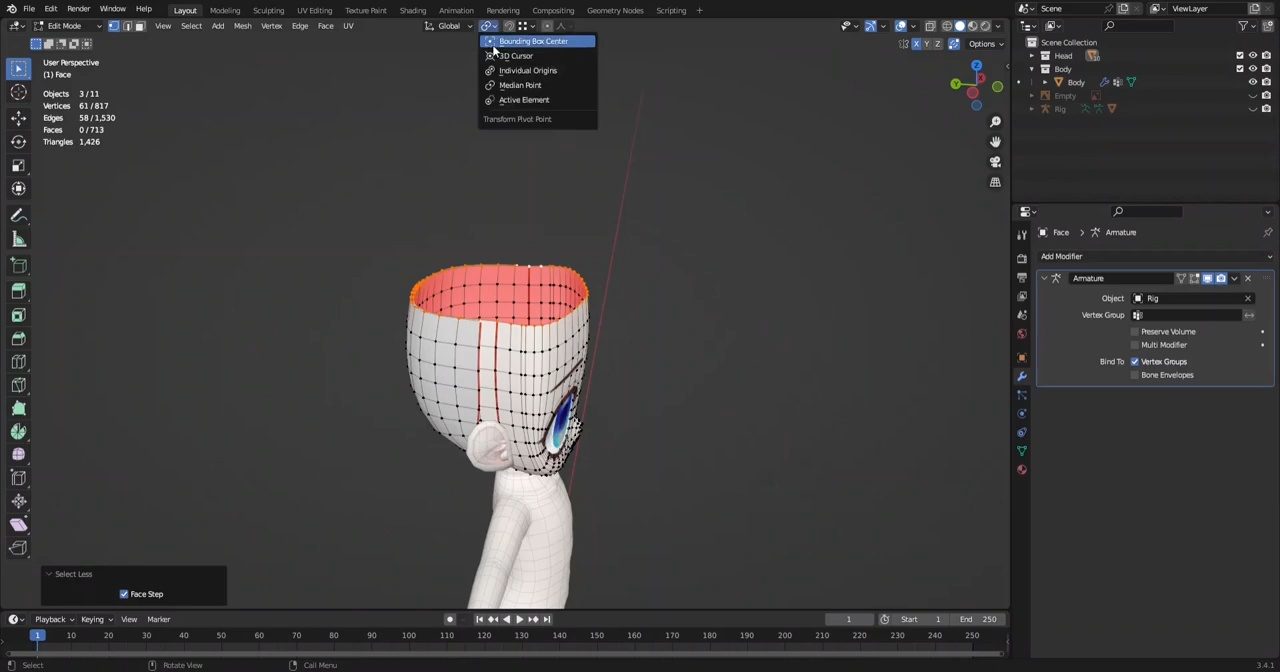 File Edit Render Window Help Layout Modeling Sculpting UV Editing Texture Paint Shading Animation Rendering Compositing Geometry Nodes Scripting + Scene ViewLayer
Edit Mode View Select Add Mesh Vertex Edge Face UV Global
X Y Z Options
Bounding Box Center
3D Cursor
Individual Origins
Median Point
Active Element
Transform Pivot Point
User Perspective
(1) Face
Objects 3/11
Vertices 61/817
Edges 58/1,530
Faces 0/713
Triangles 1,426
Z
Y
Scene Collection
Head
Body
Body
Empty
Rig
Face > Armature
Add Modifier
Armature
Object Rig
Vertex Group
Preserve Volume
Multi Modifier
Bind To Vertex Groups
Bone Envelopes
Select Less
Face Step
Playback Keying View Marker 1 Start 1 End 250
1 10 20 30 40 50 60 70 80 90 100 110 120 130 140 150 160 170 180 190 200 210 220 230 240 250
Select Rotate View Call Menu 3.4.1